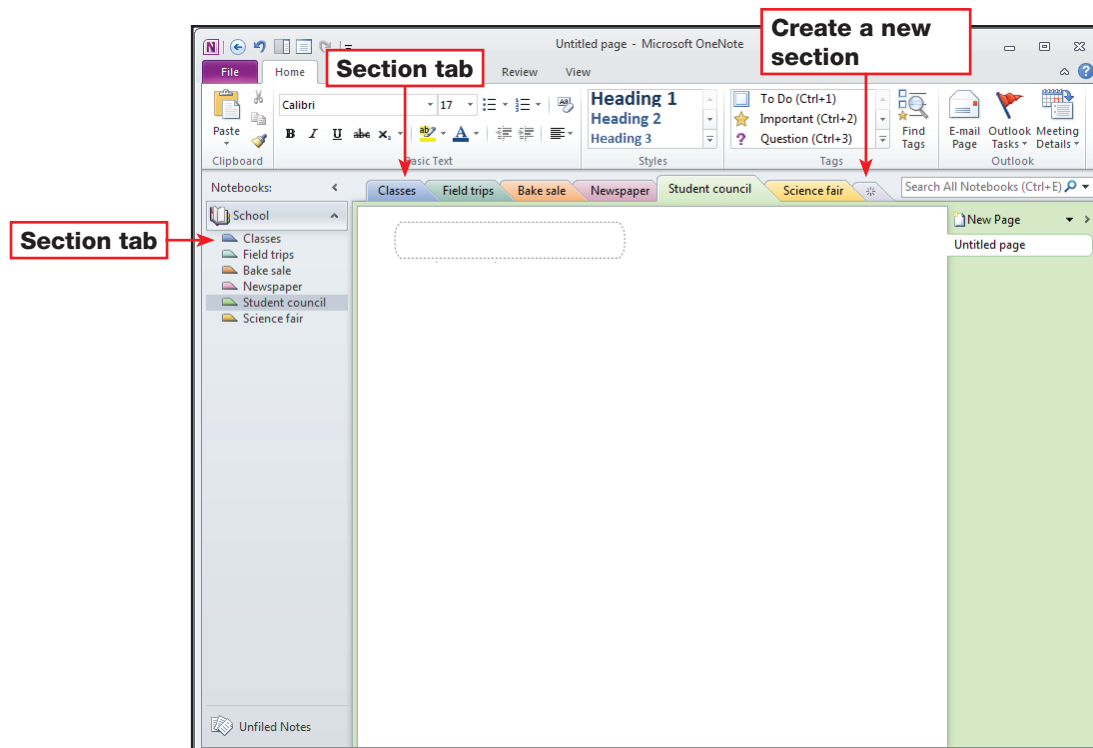 Create a new
section
Section tab
Section tab
Untitled page - Microsoft OneNote
File Home Review View
Calibri 17
Heading 1
Heading 2
Heading 3
To Do (Ctrl+1)
Important (Ctrl+2)
Question (Ctrl+3)
Paste
B I U abc x₂ ab A
Find
Tags
E-mail
Page
Outlook
Tasks
Meeting
Details
Clipboard Basic Text Styles Tags Outlook
Notebooks:
Classes Field trips Bake sale Newspaper Student council Science fair
Search All Notebooks (Ctrl+E)
School
Classes
Field trips
Bake sale
Newspaper
Student council
Science fair
New Page
Untitled page
Unfiled Notes